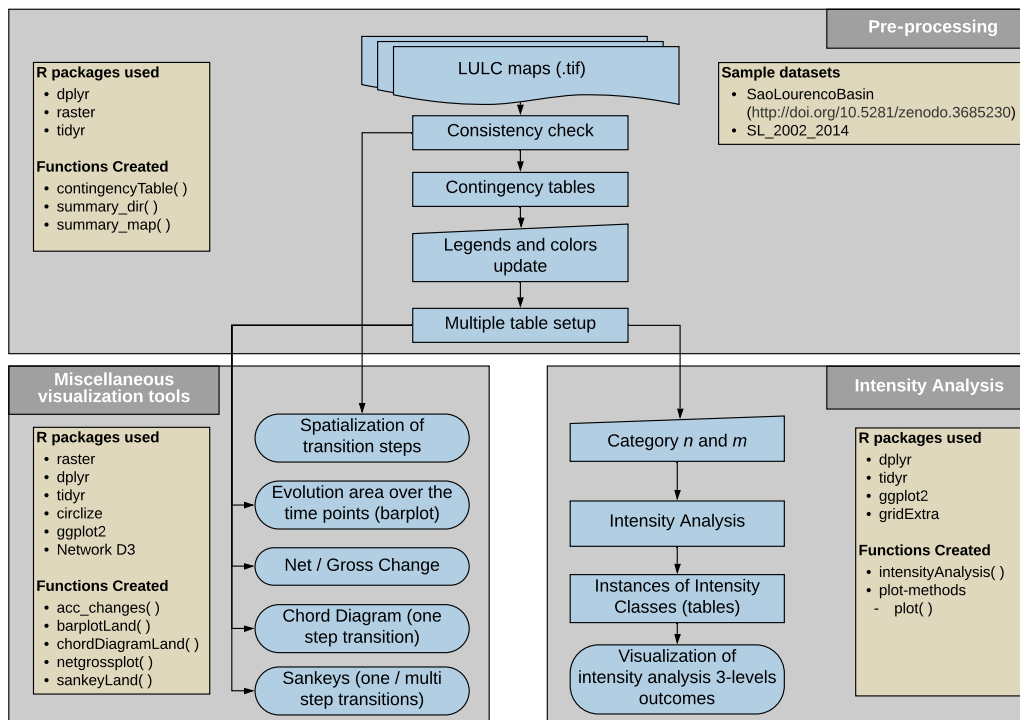 Pre-processing
R packages used
• dplyr
• raster
• tidyr
Functions Created
• contingencyTable( )
• summary_dir( )
• summary_map( )
LULC maps (.tif)
Consistency check
Contingency tables
Legends and colors
update
Multiple table setup
Sample datasets
• SaoLourencoBasin
(http://doi.org/10.5281/zenodo.3685230)
• SL_2002_2014
Miscellaneous
visualization tools
R packages used
• raster
• dplyr
• tidyr
• circlize
• ggplot2
• Network D3
Functions Created
• acc_changes( )
• barplotLand( )
• chordDiagramLand( )
• netgrossplot( )
• sankeyLand( )
Spatialization of
transition steps
Evolution area over the
time points (barplot)
Net / Gross Change
Chord Diagram (one
step transition)
Sankeys (one / multi
step transitions)
Intensity Analysis
Category n and m
Intensity Analysis
Instances of Intensity
Classes (tables)
Visualization of
intensity analysis 3-levels
outcomes
R packages used
• dplyr
• tidyr
• ggplot2
• gridExtra
Functions Created
• intensityAnalysis( )
• plot-methods
- plot( )